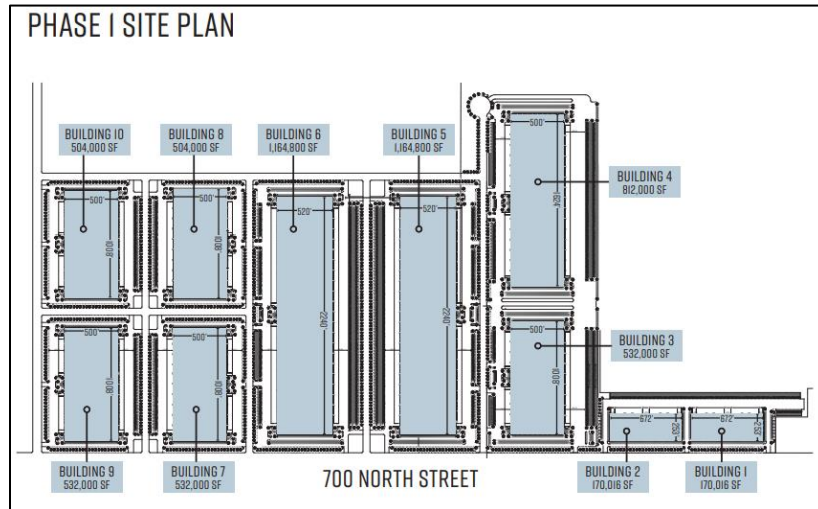 PHASE 1 SITE PLAN
BUILDING 10
504,000 SF
BUILDING 8
504,000 SF
BUILDING 6
1,164,800 SF
BUILDING 5
1,164,800 SF
BUILDING 4
812,000 SF
BUILDING 3
532,000 SF
500'
500'
520'
520'
500'
1008'
1008'
2240'
2240'
500'
500'
500'
1008'
1008'
1008'
672'
672'
253'
253'
BUILDING 9
532,000 SF
BUILDING 7
532,000 SF
700 NORTH STREET
BUILDING 2
170,016 SF
BUILDING 1
170,016 SF